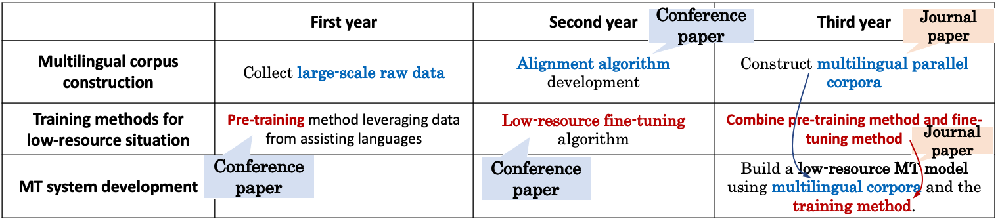 First year
Second year
Conference
paper
Third year
Journal
paper
Multilingual corpus
construction
Collect large-scale raw data
Alignment algorithm
development
Construct multilingual parallel
corpora
Training methods for
low-resource situation
Pre-training method leveraging data
from assisting languages
Low-resource fine-tuning
algorithm
Combine pre-training method and fine-
tuning method
Journal
paper
MT system development
Conference
paper
Conference
paper
Build a low-resource MT model
using multilingual corpora and the
training method.